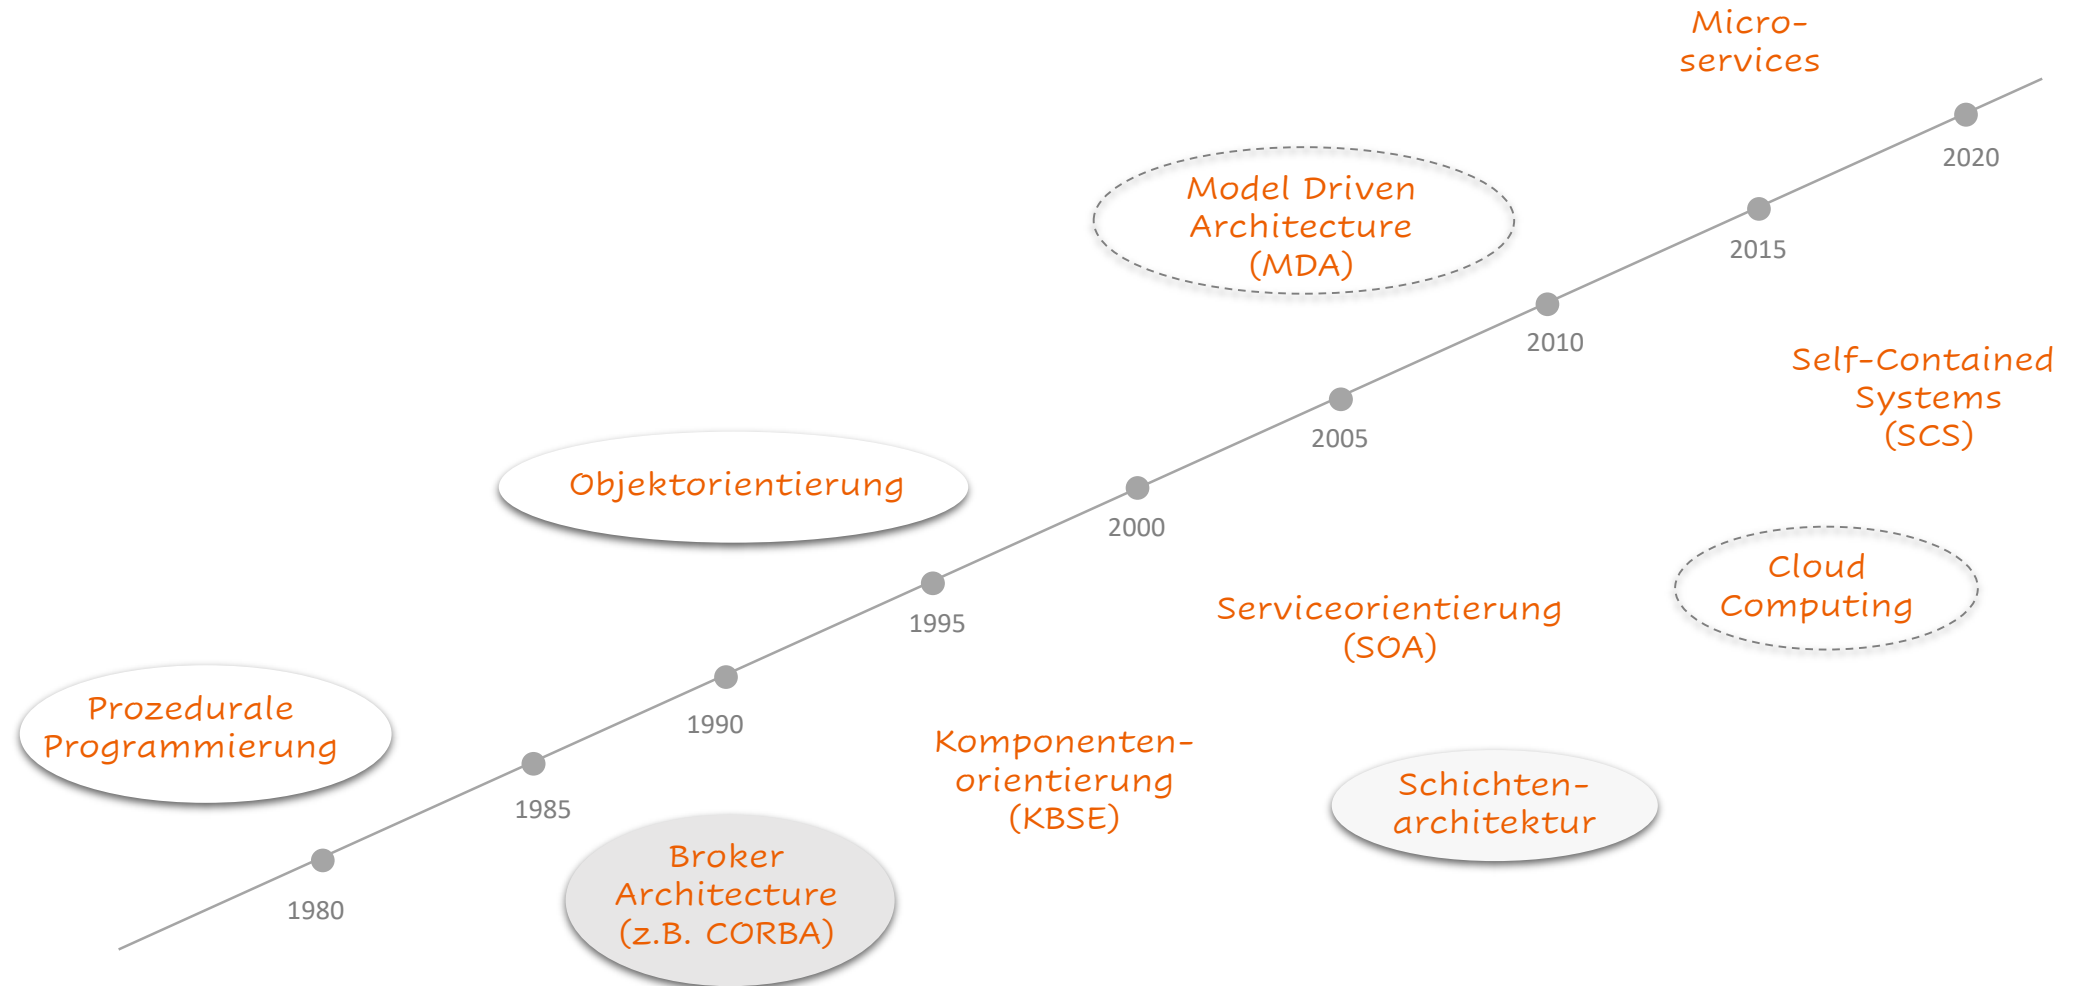 Micro-
services
2020
Model Driven
Architecture
(MDA)
2015
2010
Self-Contained
Systems
(SCS)
2005
Objektorientierung
2000
Cloud
Computing
Serviceorientierung
(SOA)
1995
Prozedurale
Programmierung
1990
Komponenten-
orientierung
(KBSE)
Schichten-
architektur
1985
Broker
Architecture
(z.B. CORBA)
1980